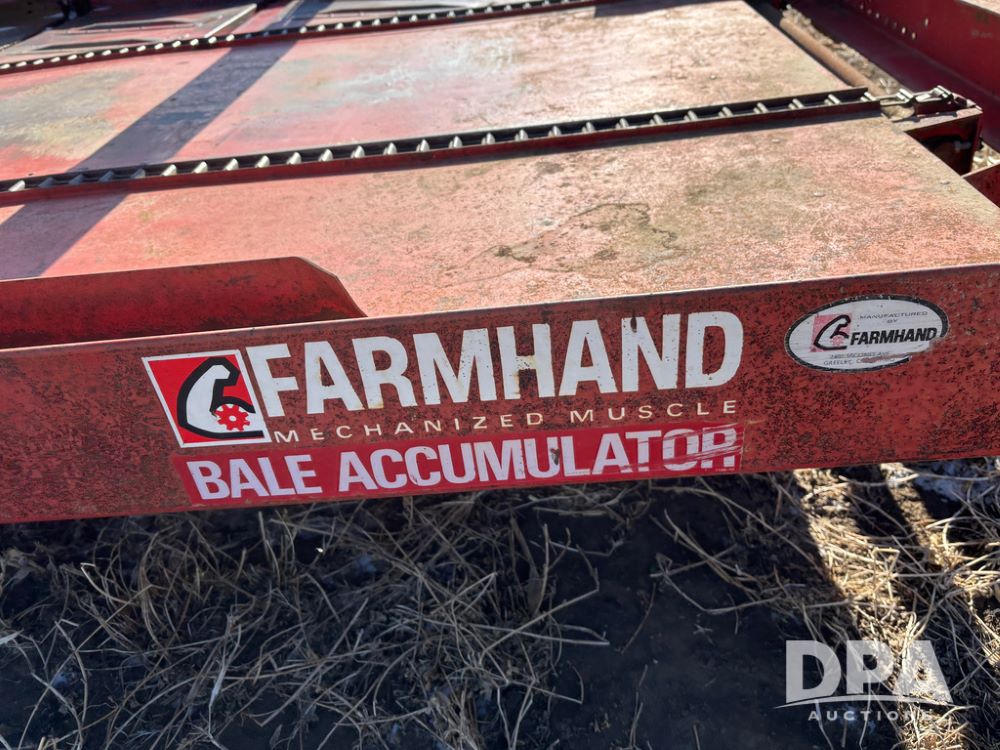 FARMHAND
MECHANIZED MUSCLE
BALE ACCUMULATOR
MANUFACTURED
BY
FARMHAND
DPA
AUCTIONS